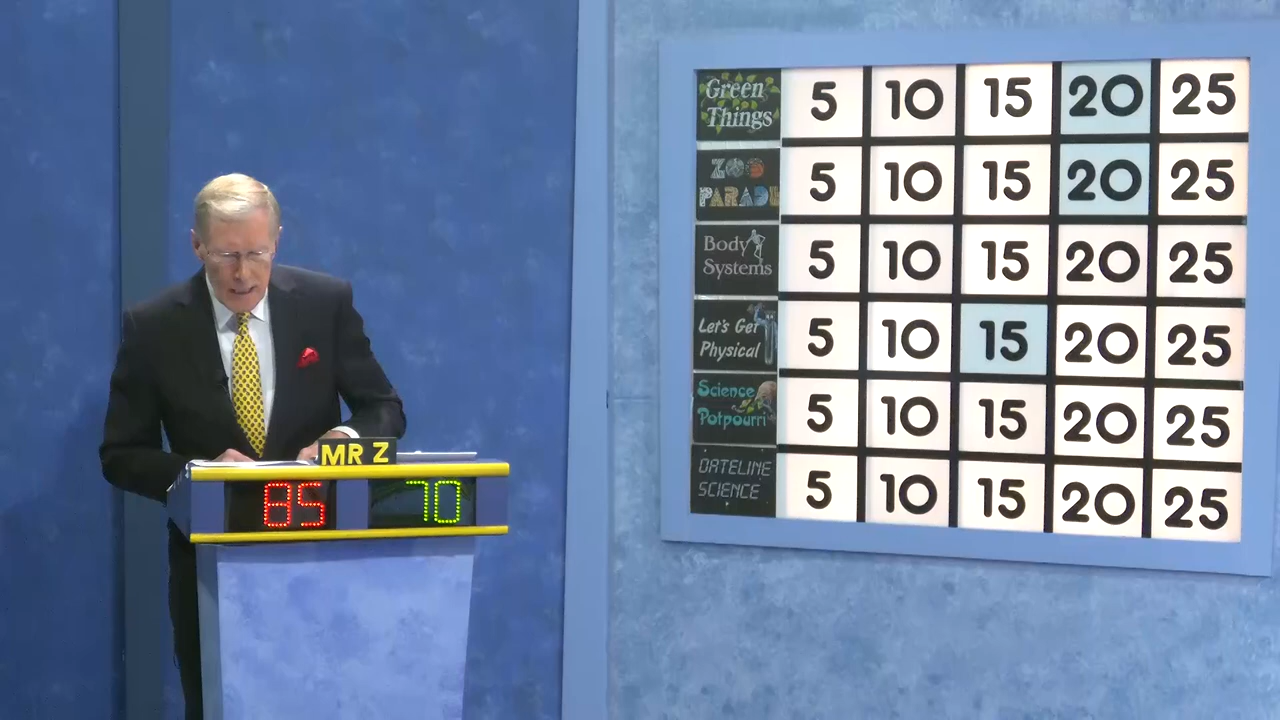 Green
Things
5 10 15 20 25
ZOO
PARADE
5 10 15 20 25
Body
Systems
5 10 15 20 25
Let's Get
Physical
5 10 15 20 25
Science
Potpourri
5 10 15 20 25
DATELINE
SCIENCE
5 10 15 20 25
MR Z
85 70